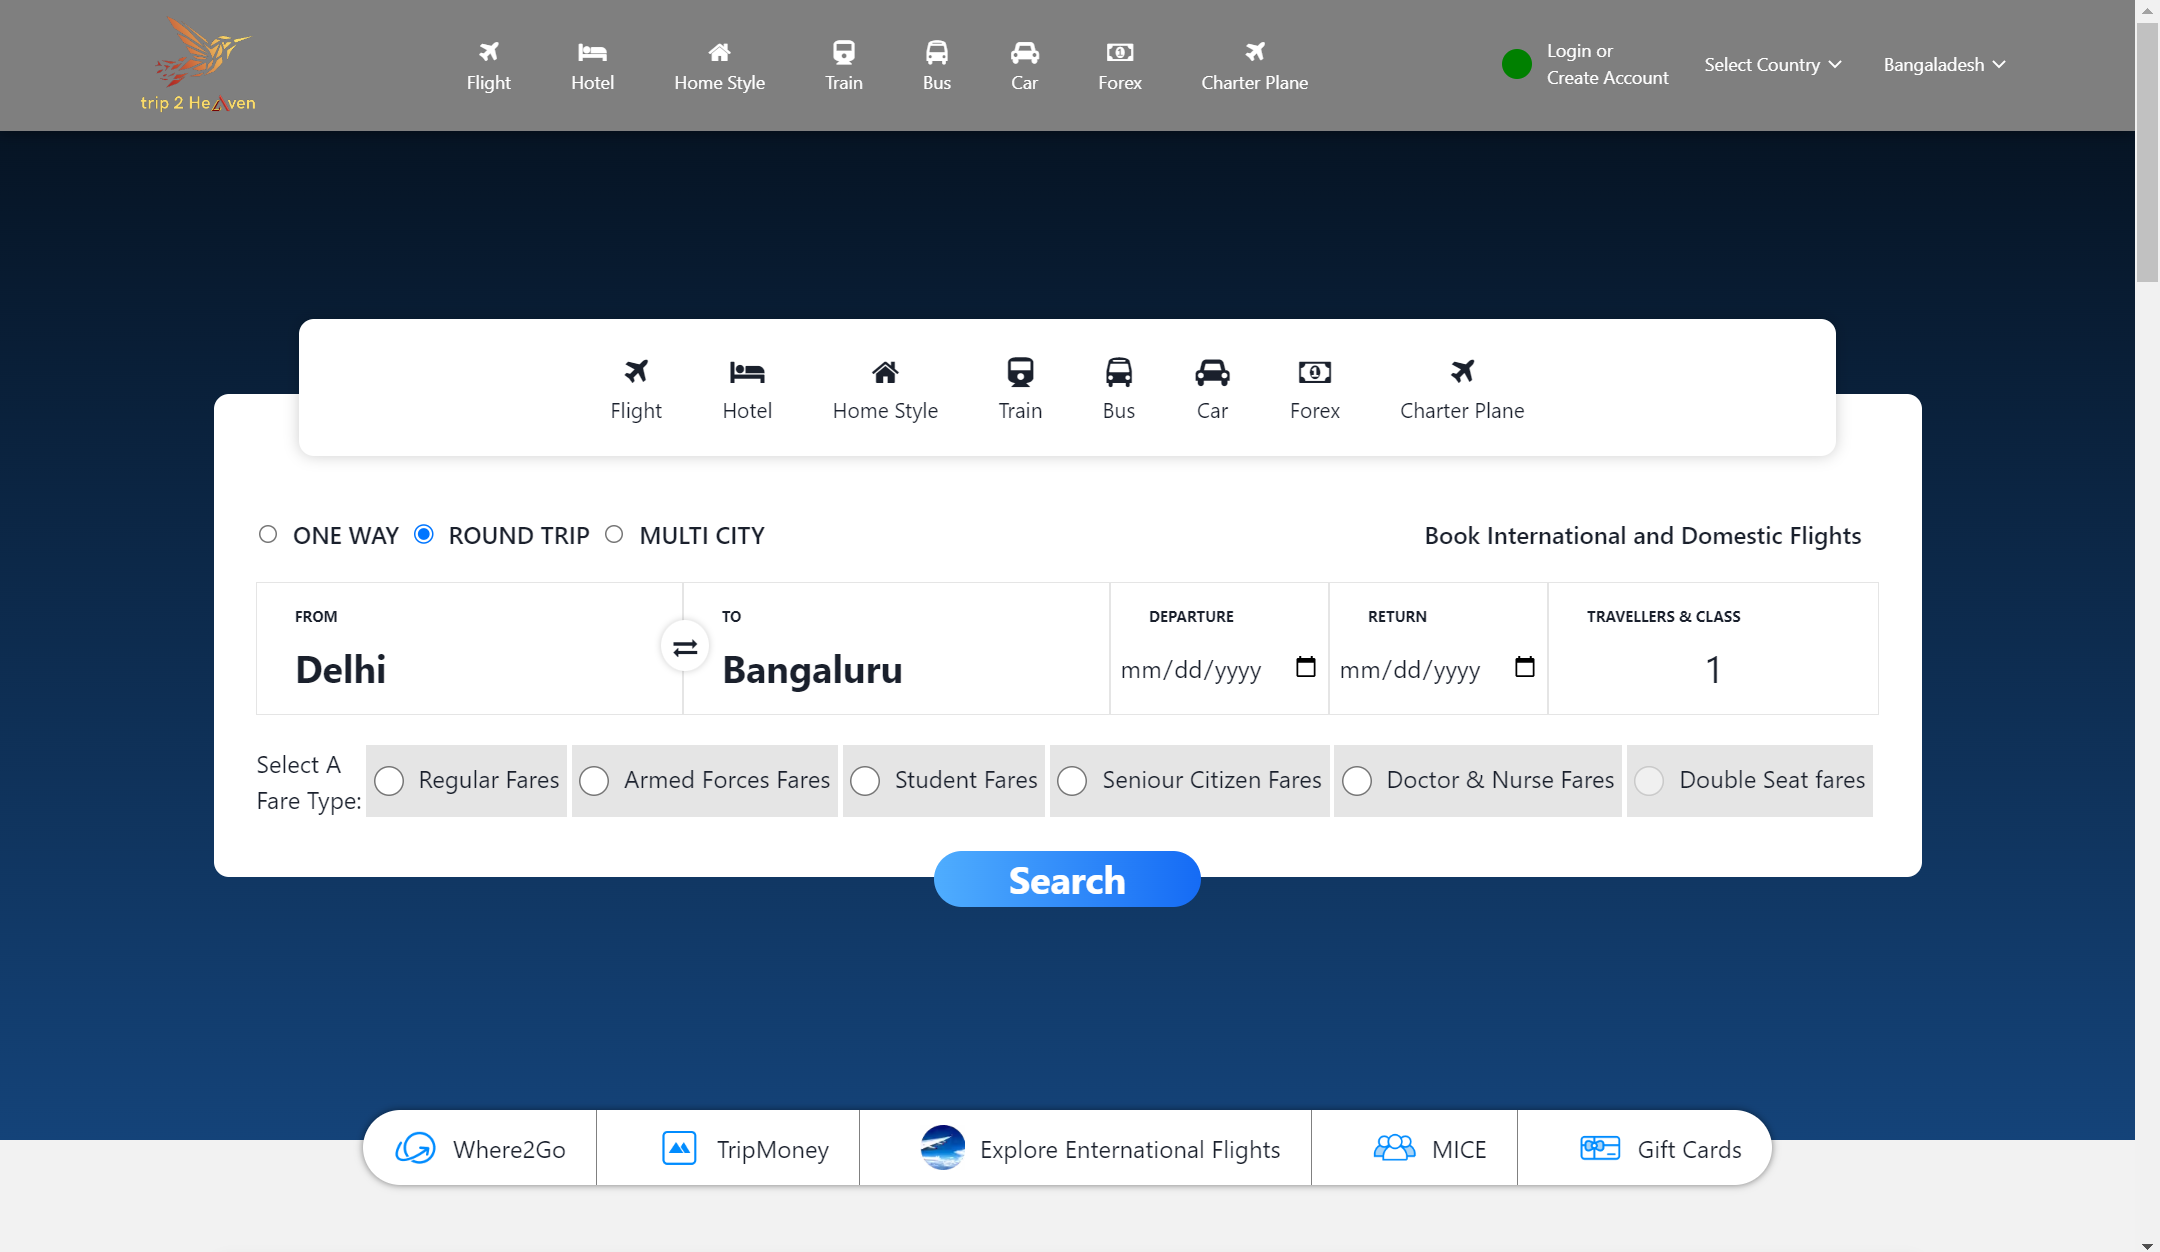 trip 2 Heaven
Flight
Hotel
Home Style
Train
Bus
Car
Forex
Charter Plane
Login or
Create Account
Select Country
Bangaladesh
Flight
Hotel
Home Style
Train
Bus
Car
Forex
Charter Plane
ONE WAY
ROUND TRIP
MULTI CITY
Book International and Domestic Flights
FROM
Delhi
TO
Bangaluru
DEPARTURE
mm/dd/yyyy
RETURN
mm/dd/yyyy
TRAVELLERS & CLASS
1
Select A
Fare Type:
Regular Fares
Armed Forces Fares
Student Fares
Seniour Citizen Fares
Doctor & Nurse Fares
Double Seat fares
Search
Where2Go
TripMoney
Explore Enternational Flights
MICE
Gift Cards